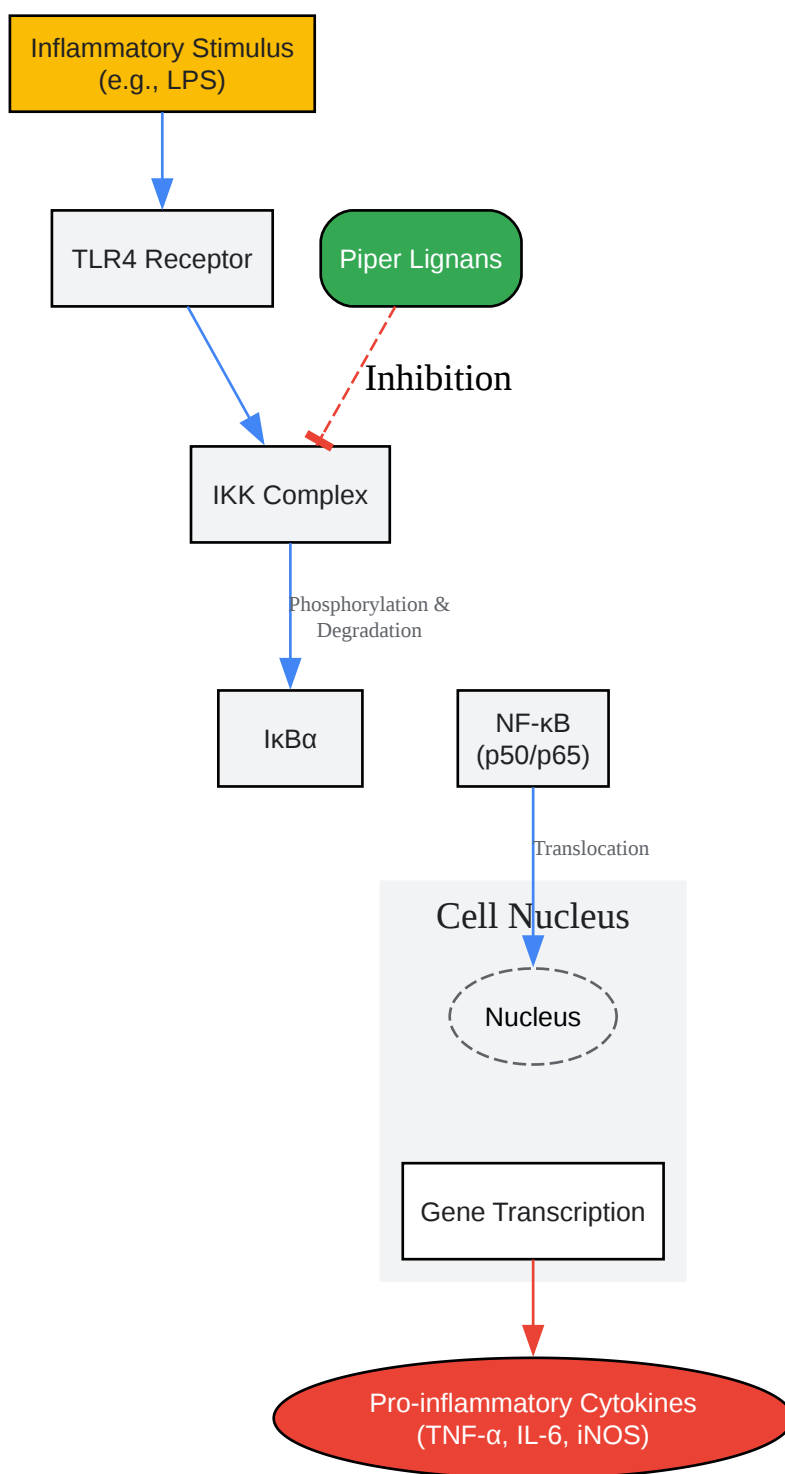 Inflammatory Stimulus
(e.g., LPS)
TLR4 Receptor
Piper Lignans
Inhibition
IKK Complex
Phosphorylation &
Degradation
IκBα
NF-κB
(p50/p65)
Translocation
Cell Nucleus
Nucleus
Gene Transcription
Pro-inflammatory Cytokines
(TNF-α, IL-6, iNOS)